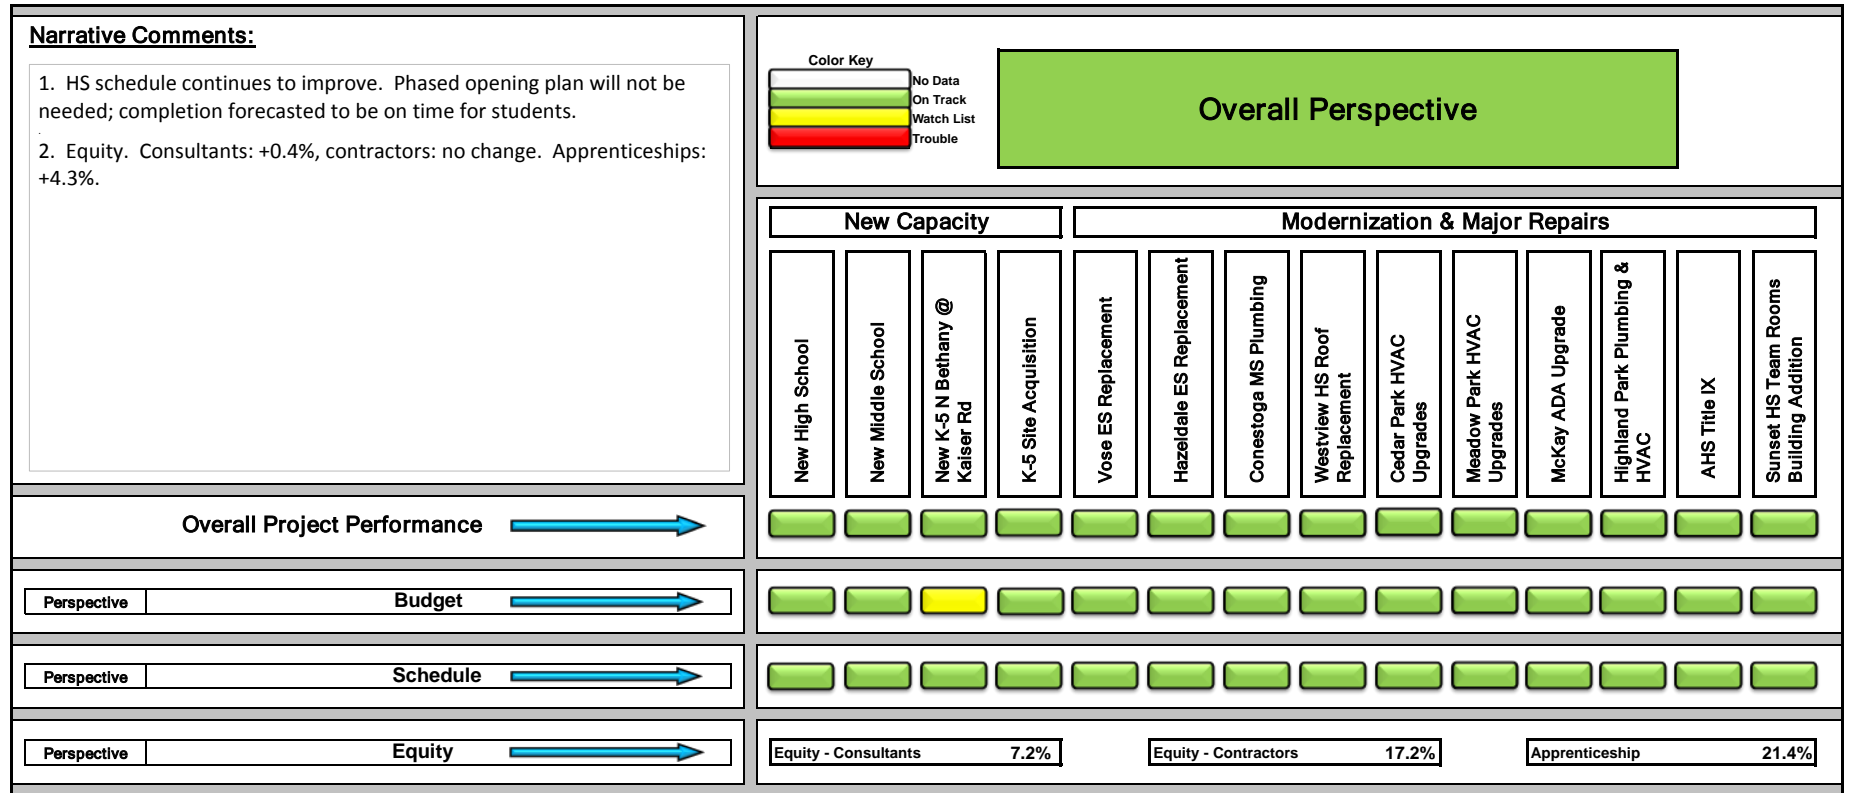 Narrative Comments:
1.  HS schedule continues to improve.  Phased opening plan will not be
needed; completion forecasted to be on time for students.
.
2.  Equity.  Consultants: +0.4%, contractors: no change.  Apprenticeships:
+4.3%.
Color Key
No Data
On Track
Watch List
Trouble
Overall Perspective
New Capacity
Modernization & Major Repairs
New High School
New Middle School
New K-5 N Bethany @
Kaiser Rd
K-5 Site Acquisition
Vose ES Replacement
Hazeldale ES Replacement
Conestoga MS Plumbing
Westview HS Roof
Replacement
Cedar Park HVAC
Upgrades
Meadow Park HVAC
Upgrades
McKay ADA Upgrade
Highland Park Plumbing &
HVAC
AHS Title IX
Sunset HS Team Rooms
Building Addition
Overall Project Performance
Perspective Budget
Perspective Schedule
Perspective Equity
Equity - Consultants 7.2%
Equity - Contractors 17.2%
Apprenticeship 21.4%